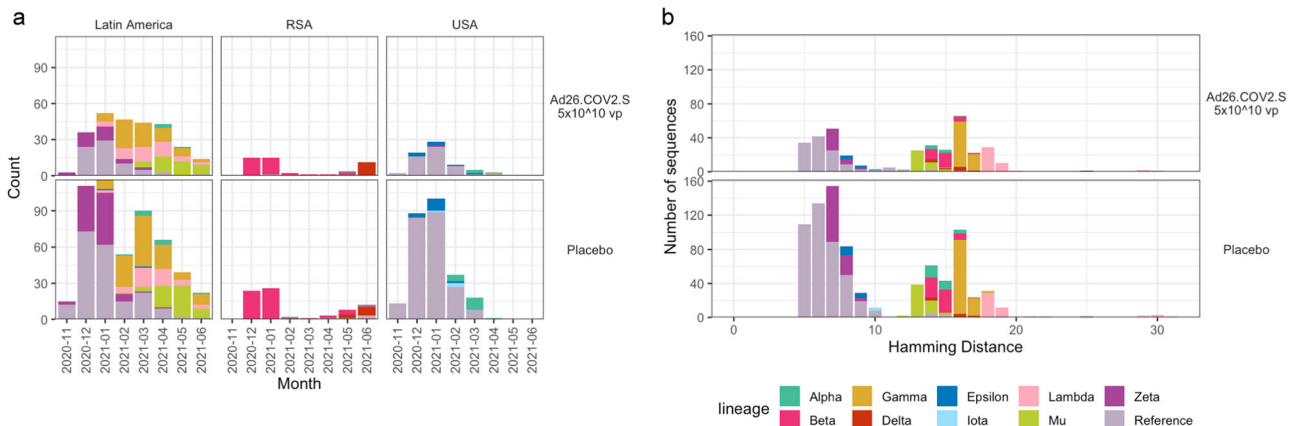 a
Latin America
RSA
USA
Count
90
60
30
0
Ad26.COV2.S
5x10^10 vp
90
60
30
0
Placebo
2020-11
2020-12
2021-01
2021-02
2021-03
2021-04
2021-05
2021-06
2020-11
2020-12
2021-01
2021-02
2021-03
2021-04
2021-05
2021-06
2020-11
2020-12
2021-01
2021-02
2021-03
2021-04
2021-05
2021-06
Month
b
Number of sequences
160
120
80
40
0
Ad26.COV2.S
5x10^10 vp
160
120
80
40
0
Placebo
0
10
20
30
Hamming Distance
lineage
Alpha
Gamma
Epsilon
Lambda
Zeta
Beta
Delta
Iota
Mu
Reference